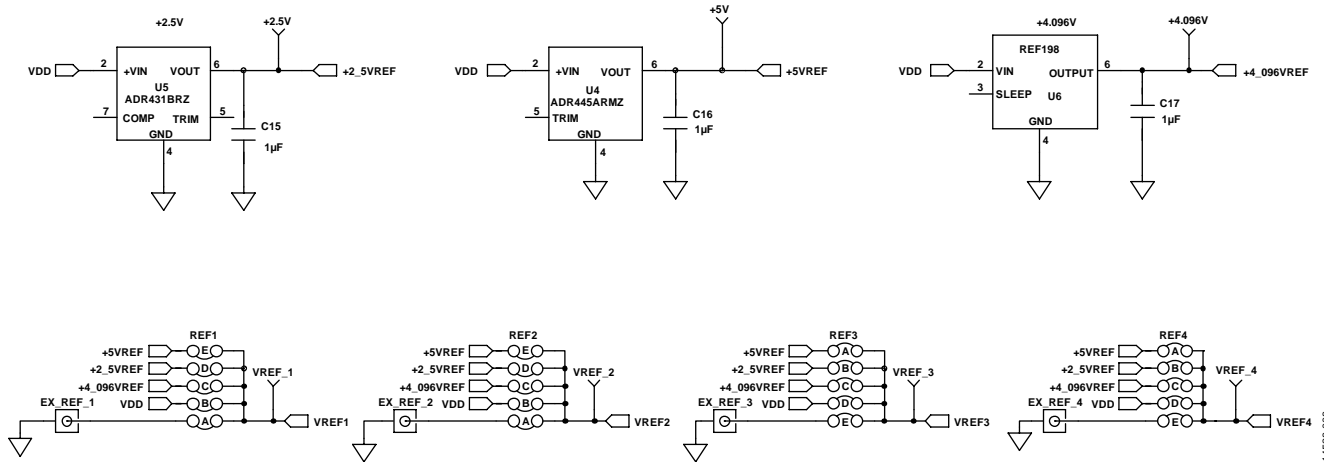 +2.5V
+2.5V
VDD
2
+VIN
VOUT
6
+2_5VREF
U5
ADR431BRZ
7
COMP
TRIM
5
GND
4
C15
1µF
+5V
VDD
2
+VIN
VOUT
6
+5VREF
U4
ADR445ARMZ
5
TRIM
GND
4
C16
1µF
+4.096V
+4.096V
REF198
VDD
2
VIN
OUTPUT
6
+4_096VREF
3
SLEEP
U6
GND
4
C17
1µF
REF1
+5VREF
E
+2_5VREF
D
VREF_1
+4_096VREF
C
EX_REF_1
VDD
B
A
VREF1
REF2
+5VREF
E
+2_5VREF
D
VREF_2
+4_096VREF
C
EX_REF_2
VDD
B
A
VREF2
REF3
+5VREF
A
+2_5VREF
B
VREF_3
+4_096VREF
C
EX_REF_3
VDD
D
E
VREF3
REF4
+5VREF
A
+2_5VREF
B
VREF_4
+4_096VREF
C
EX_REF_4
VDD
D
E
VREF4